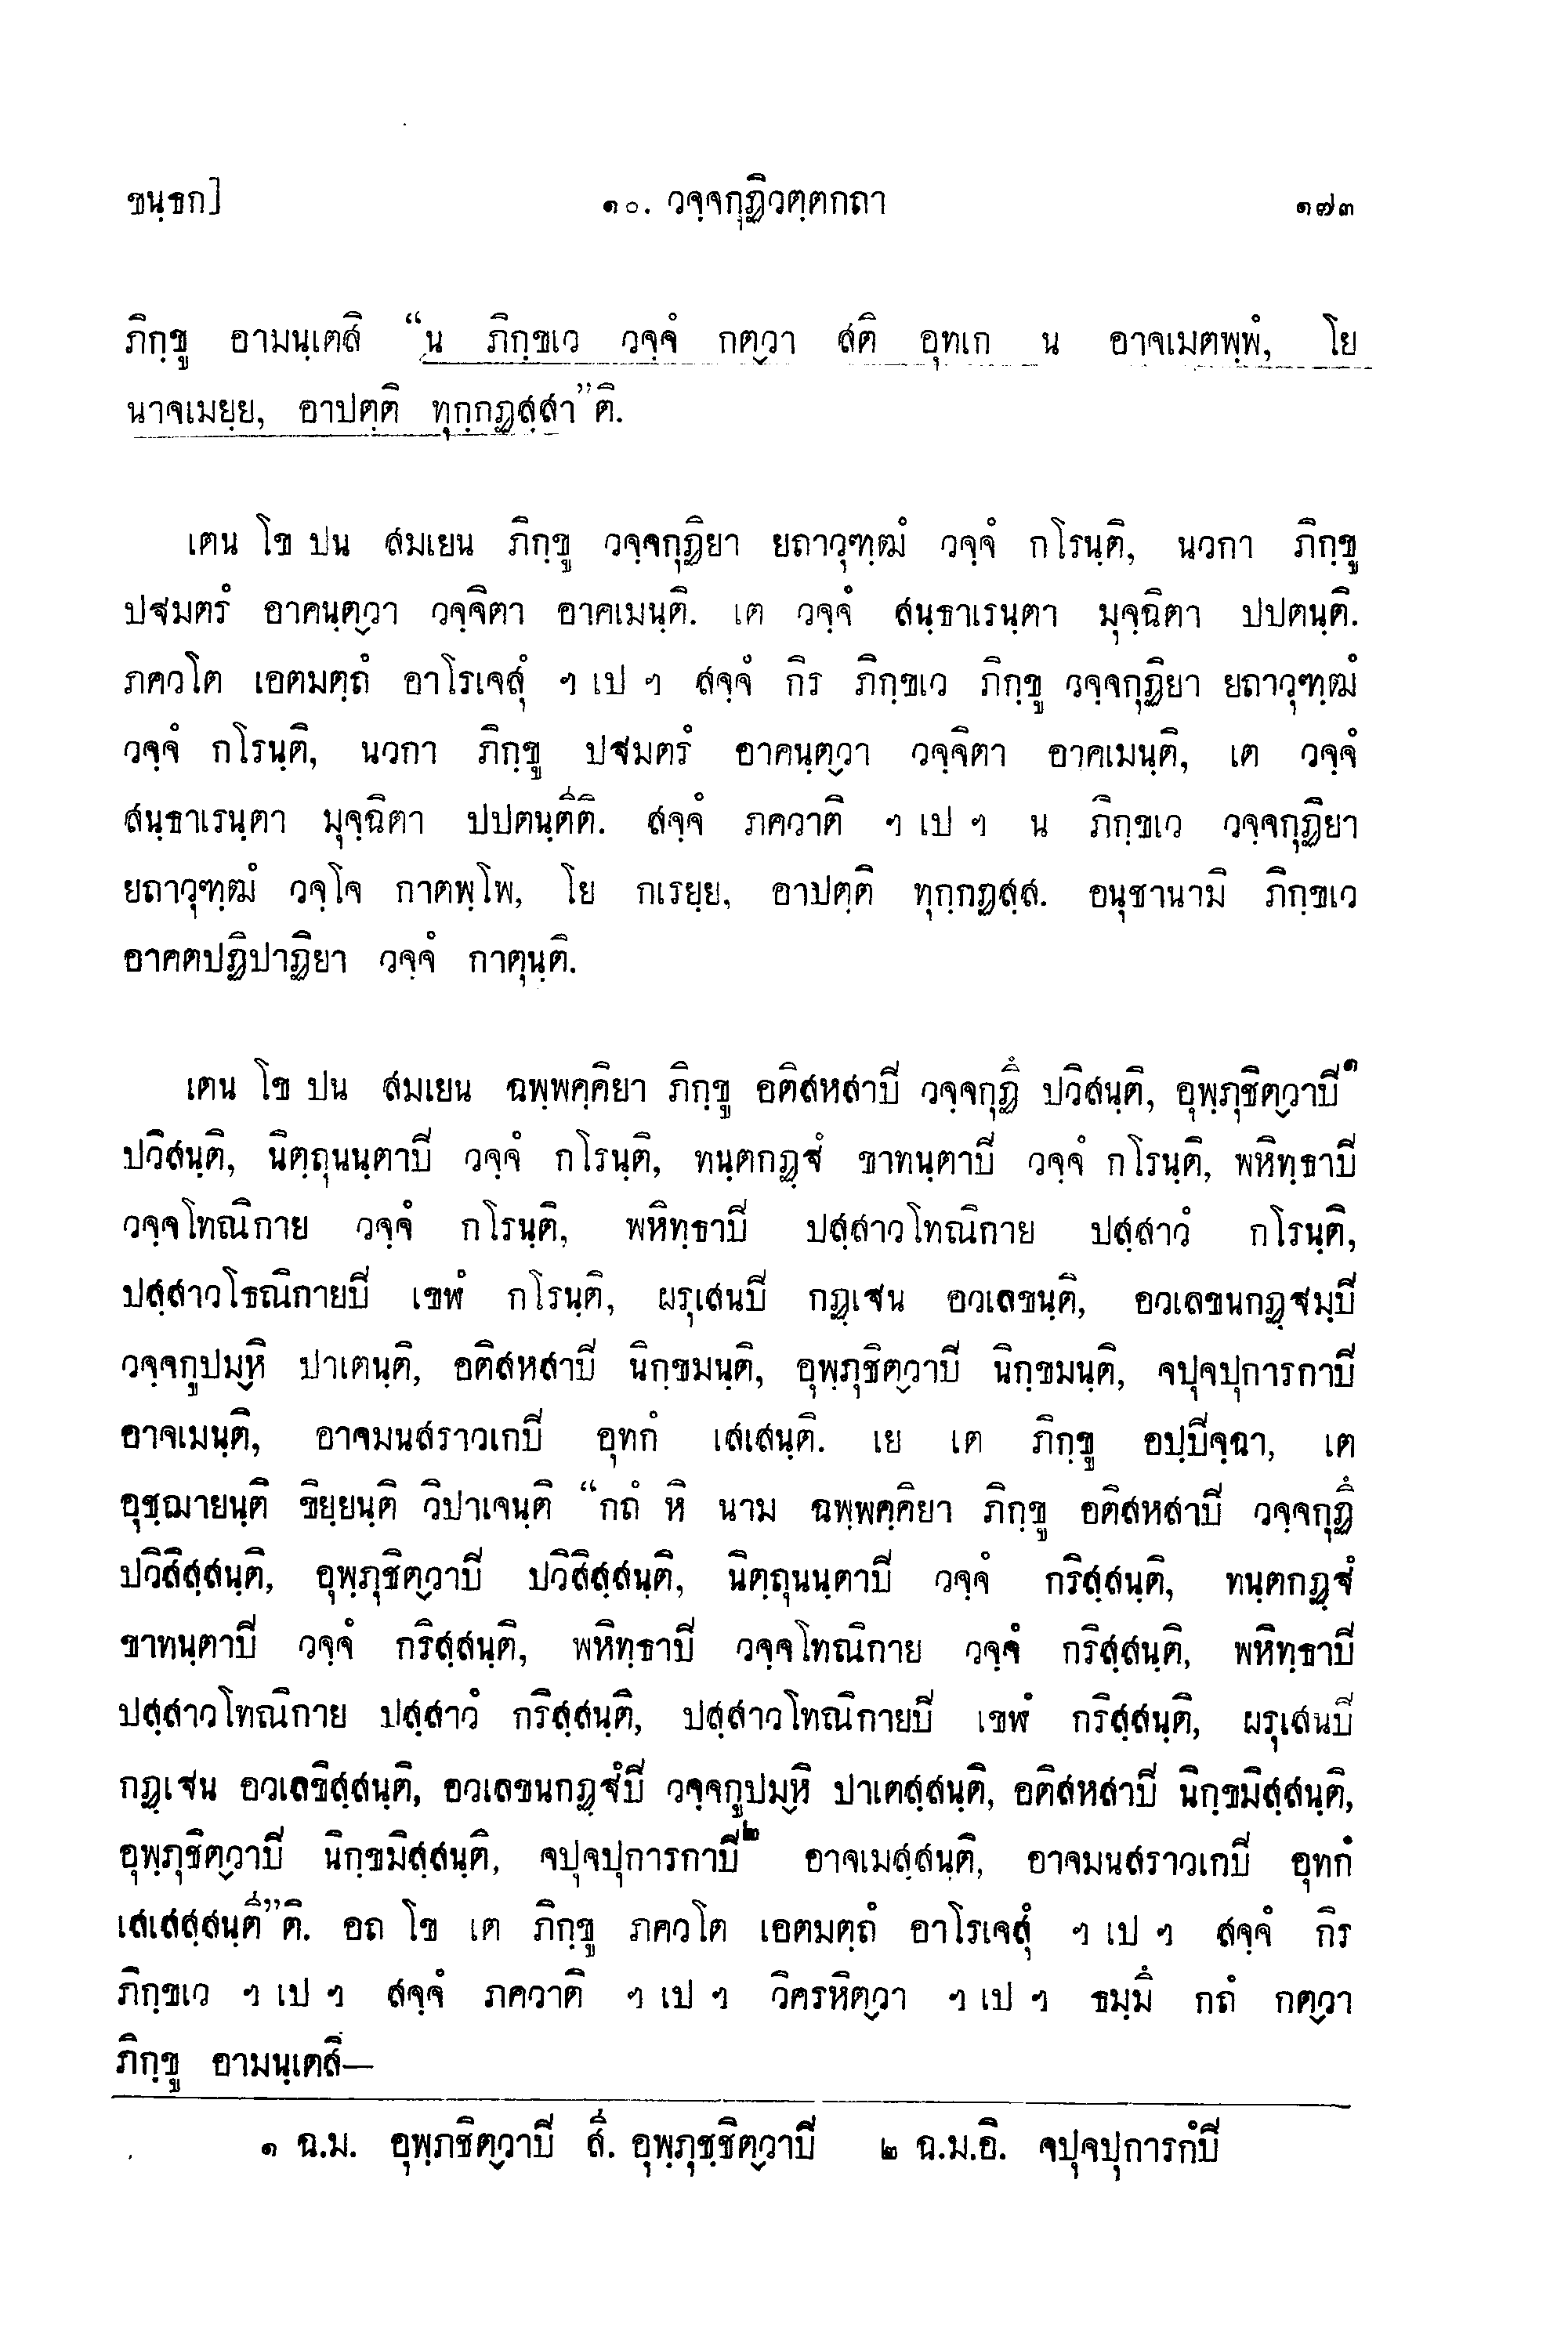 ขนฺธก] ๑๐. วจฺจกุฏิวตฺตกถา ๑๗๓
ภิกฺขู อามนฺเตสิ “น ภิกฺขเว วจฺจํ กตฺวา สติ อุทเก น อาจเมตพฺพํ, โย
นาจเมยฺย, อาปตฺติ ทุกฺกฏสฺสา”ติ.
เตน โข ปน สมเยน ภิกฺขู วจฺจกุฏิยา ยถาวุฑฺฒํ วจฺจํ กโรนฺติ, นวกา ภิกฺขู
ปฐมตรํ อาคนฺตฺวา วจฺจิตา อาคเมนฺติ. เต วจฺจํ สนฺธาเรนฺตา มุจฺฉิตา ปปตนฺติ.
ภควโต เอตมตฺถํ อาโรเจสุํ ฯ เป ฯ สจฺจํ กิร ภิกฺขเว ภิกฺขู วจฺจกุฏิยา ยถาวุฑฺฒํ
วจฺจํ กโรนฺติ, นวกา ภิกฺขู ปฐมตรํ อาคนฺตฺวา วจฺจิตา อาคเมนฺติ, เต วจฺจํ
สนฺธาเรนฺตา มุจฺฉิตา ปปตนฺตีติ. สจฺจํ ภควาติ ฯ เป ฯ น ภิกฺขเว วจฺจกุฏิยา
ยถาวุฑฺฒํ วจฺโจ กาตพฺโพ, โย กเรยฺย, อาปตฺติ ทุกฺกฏสฺส. อนุชานามิ ภิกฺขเว
อาคตปฏิปาฏิยา วจฺจํ กาตุนฺติ.
เตน โข ปน สมเยน ฉพฺพคฺคิยา ภิกฺขู อติสหสาปิ วจฺจกุฏึ ปวิสนฺติ, อุพฺภุชิตฺวาปิ๑
ปวิสนฺติ, นิตฺถุนนฺตาปิ วจฺจํ กโรนฺติ, ทนฺตกฏฺฐํ ขาทนฺตาปิ วจฺจํ กโรนฺติ, พหิทฺธาปิ
วจฺจโทณิกาย วจฺจํ กโรนฺติ, พหิทฺธาปิ ปสฺสาวโทณิกาย ปสฺสาวํ กโรนฺติ,
ปสฺสาวโธณิกายปิ เขฬํ กโรนฺติ, ผรุเสนปิ กฏฺเฐน อวเลขนฺติ, อวเลขนกฏฺฐมฺปิ
วจฺจกูปมฺหิ ปาเตนฺติ, อติสหสาปิ นิกฺขมนฺติ, อุพฺภุชิตฺวาปิ นิกฺขมนฺติ, จปุจปุการกาปิ
อาจเมนฺติ, อาจมนสราวเกปิ อุทกํ เสเสนฺติ. เย เต ภิกฺขู อปฺปิจฺฉา, เต
อุชฺฌายนฺติ ขิยฺยนฺติ วิปาเจนฺติ “กถํ หิ นาม ฉพฺพคฺคิยา ภิกฺขู อติสหสาปิ วจฺจกุฏึ
ปวิสิสฺสนฺติ, อุพฺภุชิตฺวาปิ ปวิสิสฺสนฺติ, นิตฺถุนนฺตาปิ วจฺจํ กริสฺสนฺติ, ทนฺตกฏฺฐํ
ขาทนฺตาปิ วจฺจํ กริสฺสนฺติ, พหิทฺธาปิ วจฺจโทณิกาย วจฺจํ กริสฺสนฺติ, พหิทฺธาปิ
ปสฺสาวโทณิกาย ปสฺสาวํ กริสฺสนฺติ, ปสฺสาวโทณิกายปิ เขฬํ กริสฺสนฺติ, ผรุเสนปิ
กฏฺเฐน อวเลขิสฺสนฺติ, อวเลขนกฏฺฐํปิ วจฺจกูปมฺหิ ปาเตสฺสนฺติ, อติสหสาปิ นิกฺขมิสฺสนฺติ,
อุพฺภุชิตฺวาปิ นิกฺขมิสฺสนฺติ, จปุจปุการกาปิ๒ อาจเมสฺสนฺติ, อาจมนสราวเกปิ อุทกํ
เสเสสฺสนฺตี”ติ. อถ โข เต ภิกฺขู ภควโต เอตมตฺถํ อาโรเจสุํ ฯ เป ฯ สจฺจํ กิร
ภิกฺขเว ฯ เป ฯ สจฺจํ ภควาติ ฯ เป ฯ วิครหิตฺวา ฯ เป ฯ ธมฺมึ กถํ กตฺวา
ภิกฺขู อามนฺเตสิ—
๑ ฉ.ม. อุพฺภชิตฺวาปิ สี. อุพฺภุชฺชิตฺวาปิ ๒ ฉ.ม.อิ. จปุจปุการกํปิ